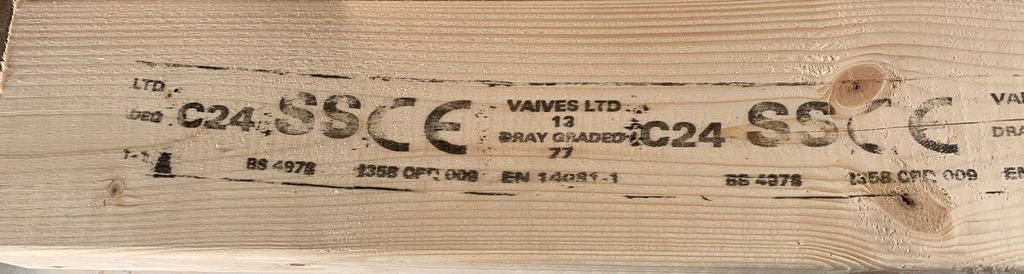 LTD C24 SS CE VAIVES LTD C24 SS CE
13
DRAY GRADED
77
BS 4978 1358 CPD 009 EN 14081-1 BS 4978 1358 CPD 009 EN